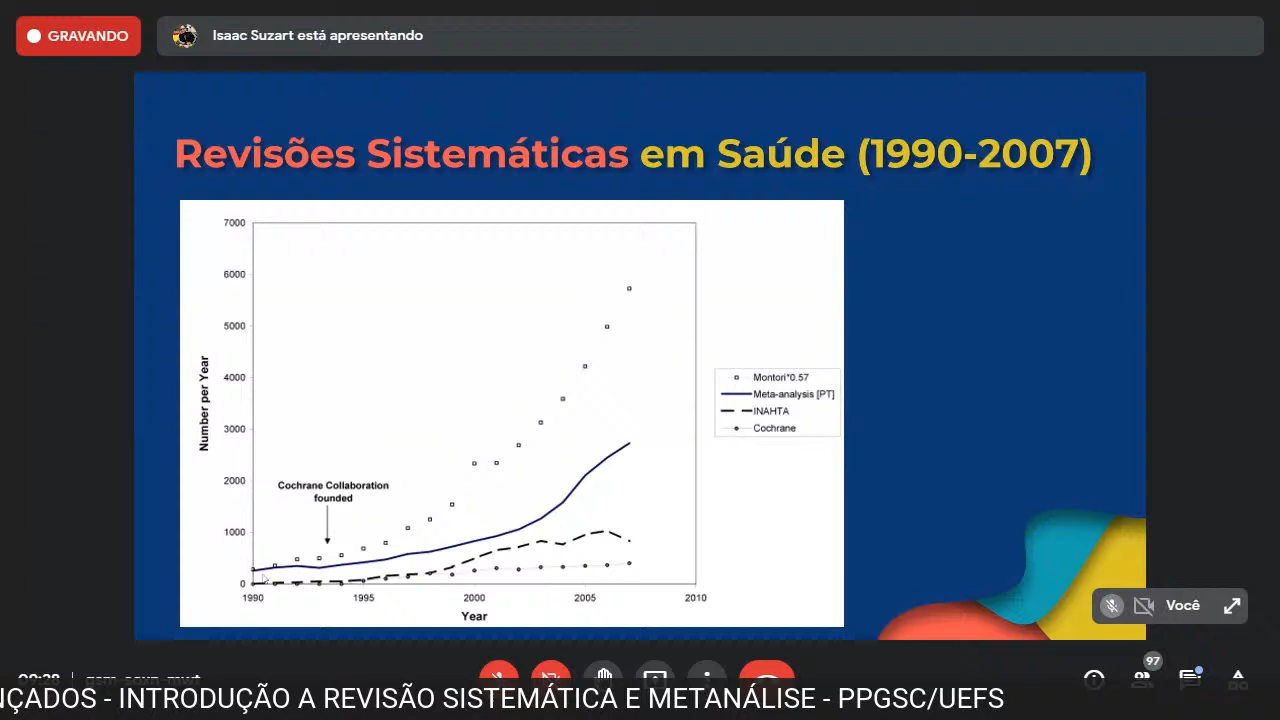 GRAVANDO
Isaac Suzart está apresentando
Revisões Sistemáticas em Saúde (1990-2007)
7000
6000
5000
4000
3000
2000
1000
0
Number per Year
Cochrane Collaboration
founded
Montori*0.57
Meta-analysis [PT]
INAHTA
Cochrane
1990
1995
2000
2005
2010
Year
Você
97
NÇADOS - INTRODUÇÃO A REVISÃO SISTEMÁTICA E METANÁLISE - PPGSC/UEFS